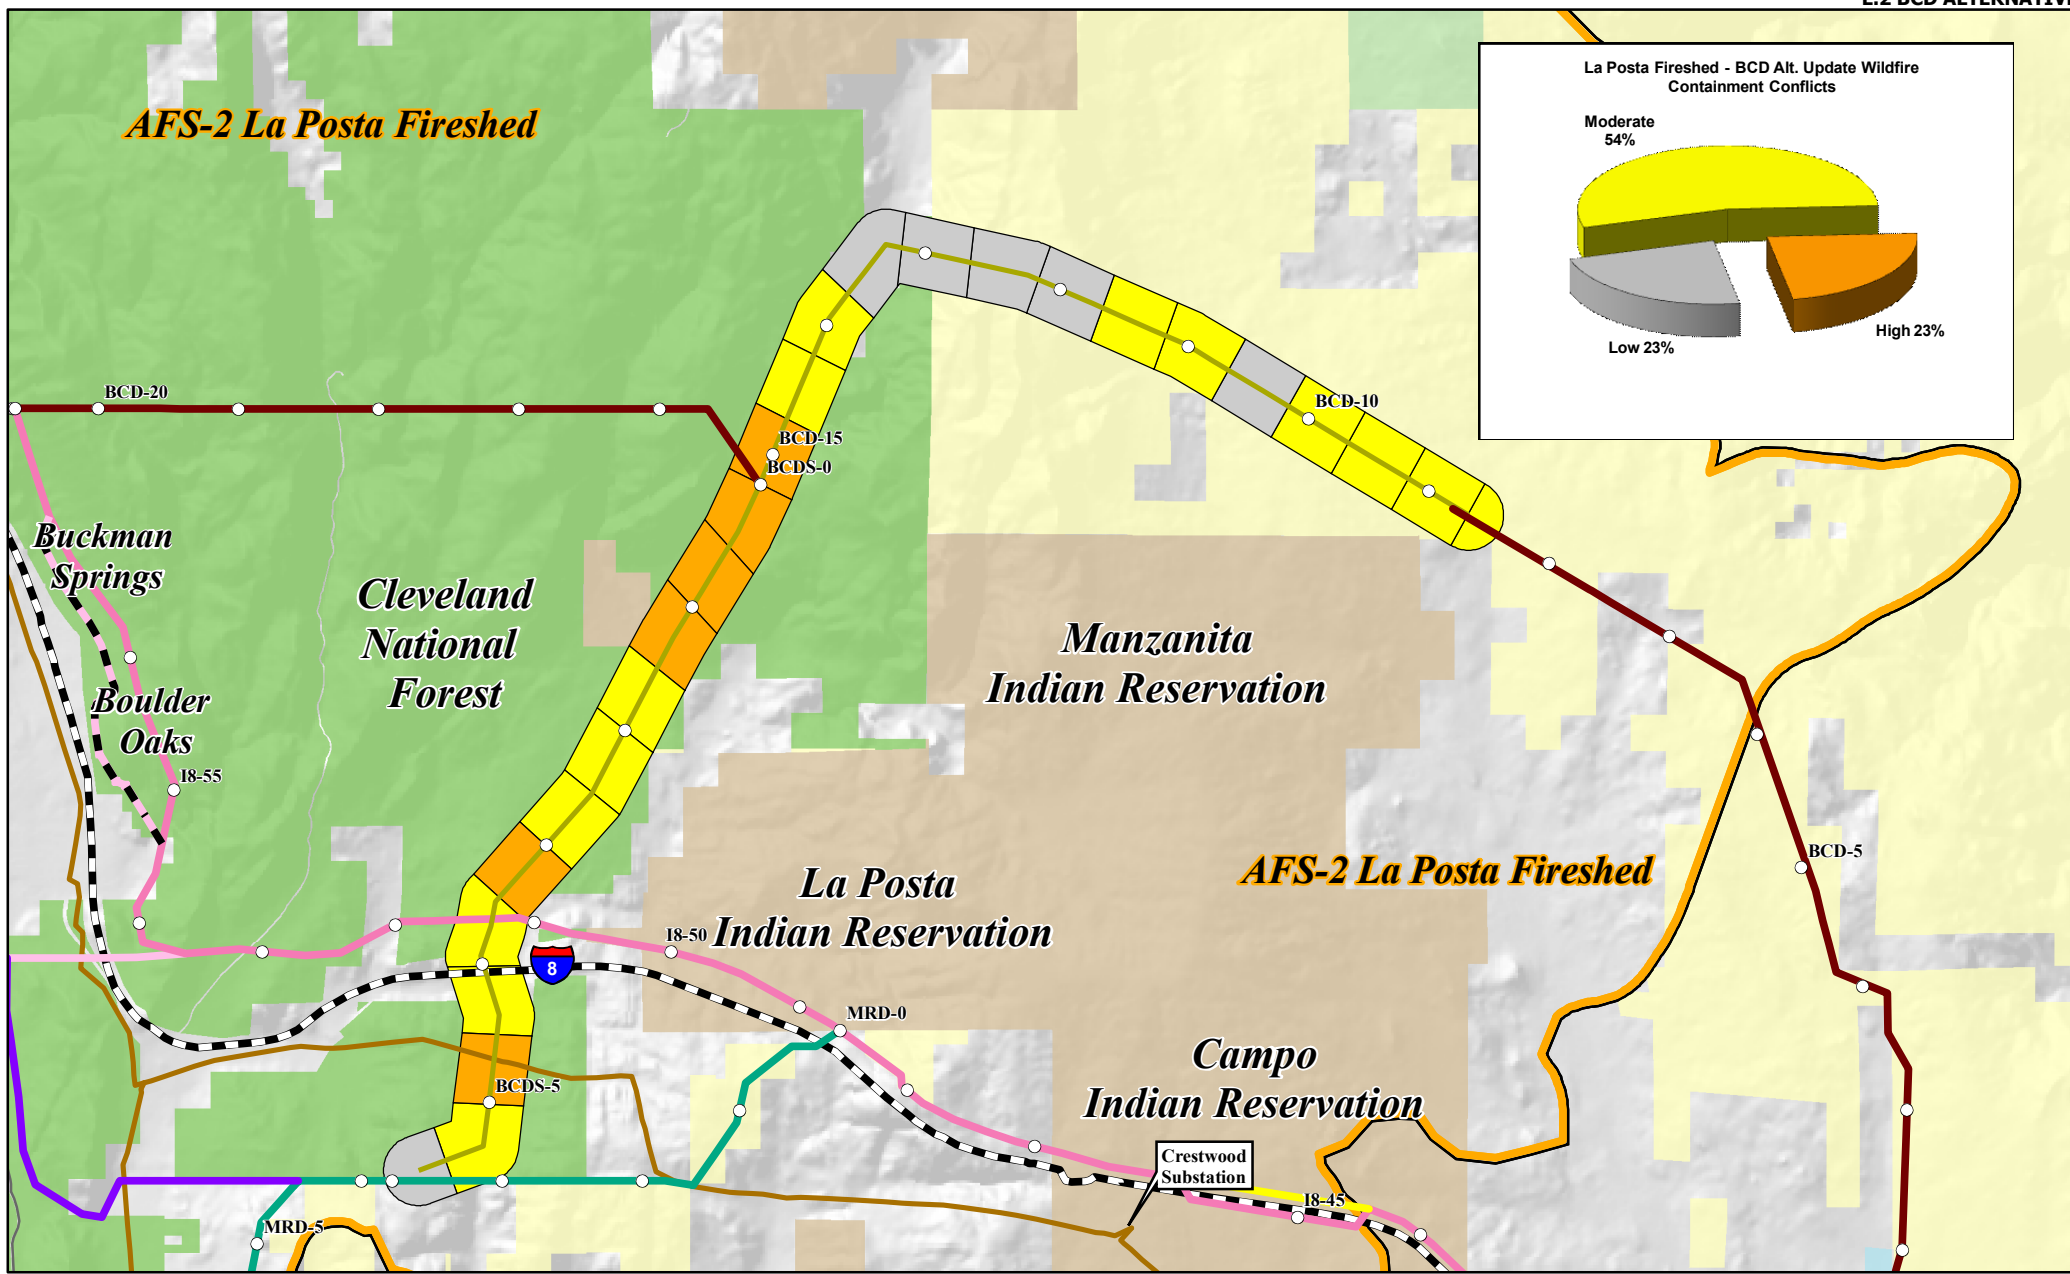 E.2 BCD ALTERNATIVE
La Posta Fireshed - BCD Alt. Update Wildfire
Containment Conflicts
Moderate
54%
High 23%
Low 23%
AFS-2 La Posta Fireshed
BCD-20
BCD-10
BCD-15
BCDS-0
Buckman
Springs
Cleveland
National
Forest
Manzanita
Indian Reservation
Boulder
Oaks
I8-55
BCD-5
AFS-2 La Posta Fireshed
La Posta
Indian Reservation
I8-50
8
MRD-0
Campo
Indian Reservation
BCDS-5
Crestwood
Substation
I8-45
MRD-5